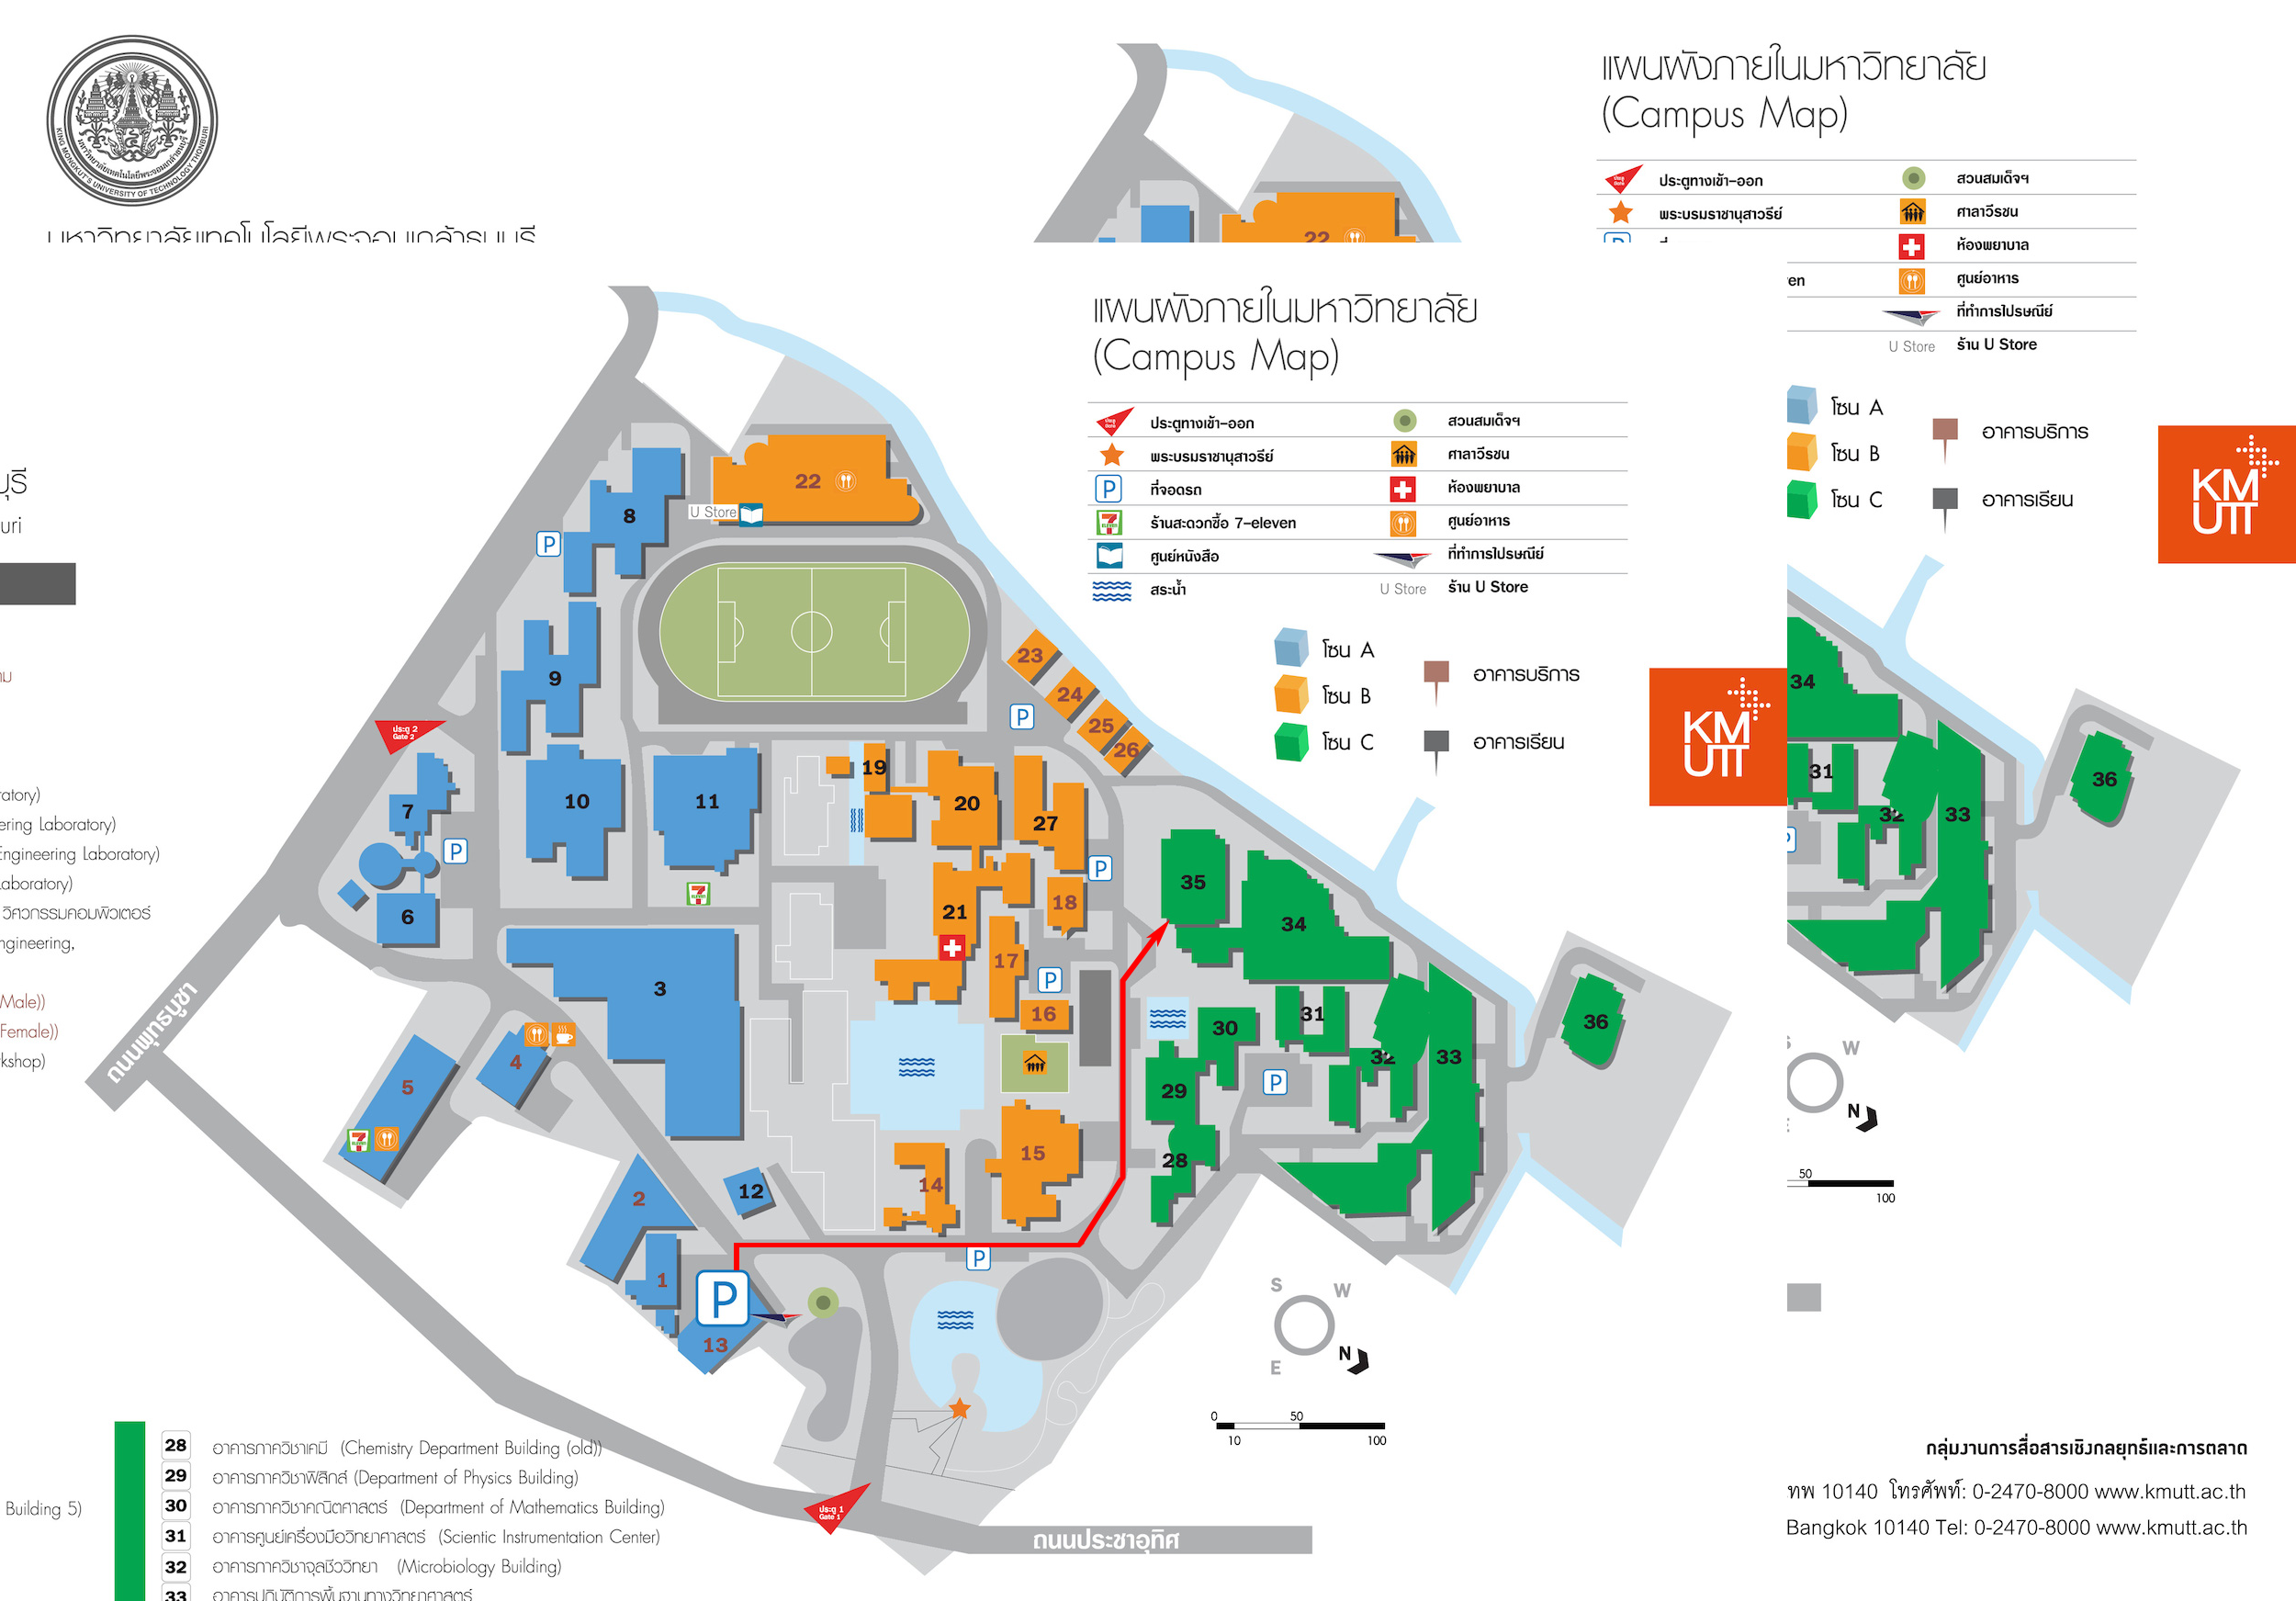 KING MONGKUT'S UNIVERSITY OF TECHNOLOGY THONBURI
มหาวิทยาลัยเทคโนโลยีพระจอมเกล้าธนบุรี
22
แผนผังภายในมหาวิทยาลัย
(Campus Map)
ประตูทางเข้า-ออก
สวนสมเด็จฯ
พระบรมราชานุสาวรีย์
ศาลาวีรชน
ห้องพยาบาล
ศูนย์อาหาร
ที่ทำการไปรษณีย์
U Store ร้าน U Store
โซน A
โซน B
โซน C
อาคารบริการ
อาคารเรียน
KM
UTT
34
31
32
33
36
S
W
N
50
100
แผนผังภายในมหาวิทยาลัย
(Campus Map)
ประตูทางเข้า-ออก
สวนสมเด็จฯ
พระบรมราชานุสาวรีย์
ศาลาวีรชน
P ที่จอดรถ
ห้องพยาบาล
7 ELEVEN ร้านสะดวกซื้อ 7-eleven
ศูนย์อาหาร
ศูนย์หนังสือ
ที่ทำการไปรษณีย์
สระน้ำ
U Store ร้าน U Store
โซน A
โซน B
โซน C
อาคารบริการ
อาคารเรียน
KM
UTT
22
U Store
8
P
9
23
24
25
26
P
ประตู 2
Gate 2
7
10
11
19
20
27
P
P
6
7 ELEVEN
21
18
35
34
3
17
P
16
30
31
32
33
36
ถนนพุทธบูชา
4
5
7 ELEVEN
29
P
15
28
14
12
2
1
P
P
13
S
W
E
N
0
50
10
100
ประตู 1
Gate 1
ถนนประชาอุทิศ
uri
ratory)
ering Laboratory)
Engineering Laboratory)
aboratory)
วิศวกรรมคอมพิวเตอร์
ngineering,
Male))
Female))
kshop)
Building 5)
28 อาคารภาควิชาเคมี (Chemistry Department Building (old))
29 อาคารภาควิชาฟิสิกส์ (Department of Physics Building)
30 อาคารภาควิชาคณิตศาสตร์ (Department of Mathematics Building)
31 อาคารศูนย์เครื่องมือวิทยาศาสตร์ (Scientic Instrumentation Center)
32 อาคารภาควิชาจุลชีววิทยา (Microbiology Building)
33 อาคารปฏิบัติการพื้นฐานทางวิทยาศาสตร์
กลุ่มงานการสื่อสารเชิงกลยุทธ์และการตลาด
ทพ 10140 โทรศัพท์: 0-2470-8000 www.kmutt.ac.th
Bangkok 10140 Tel: 0-2470-8000 www.kmutt.ac.th